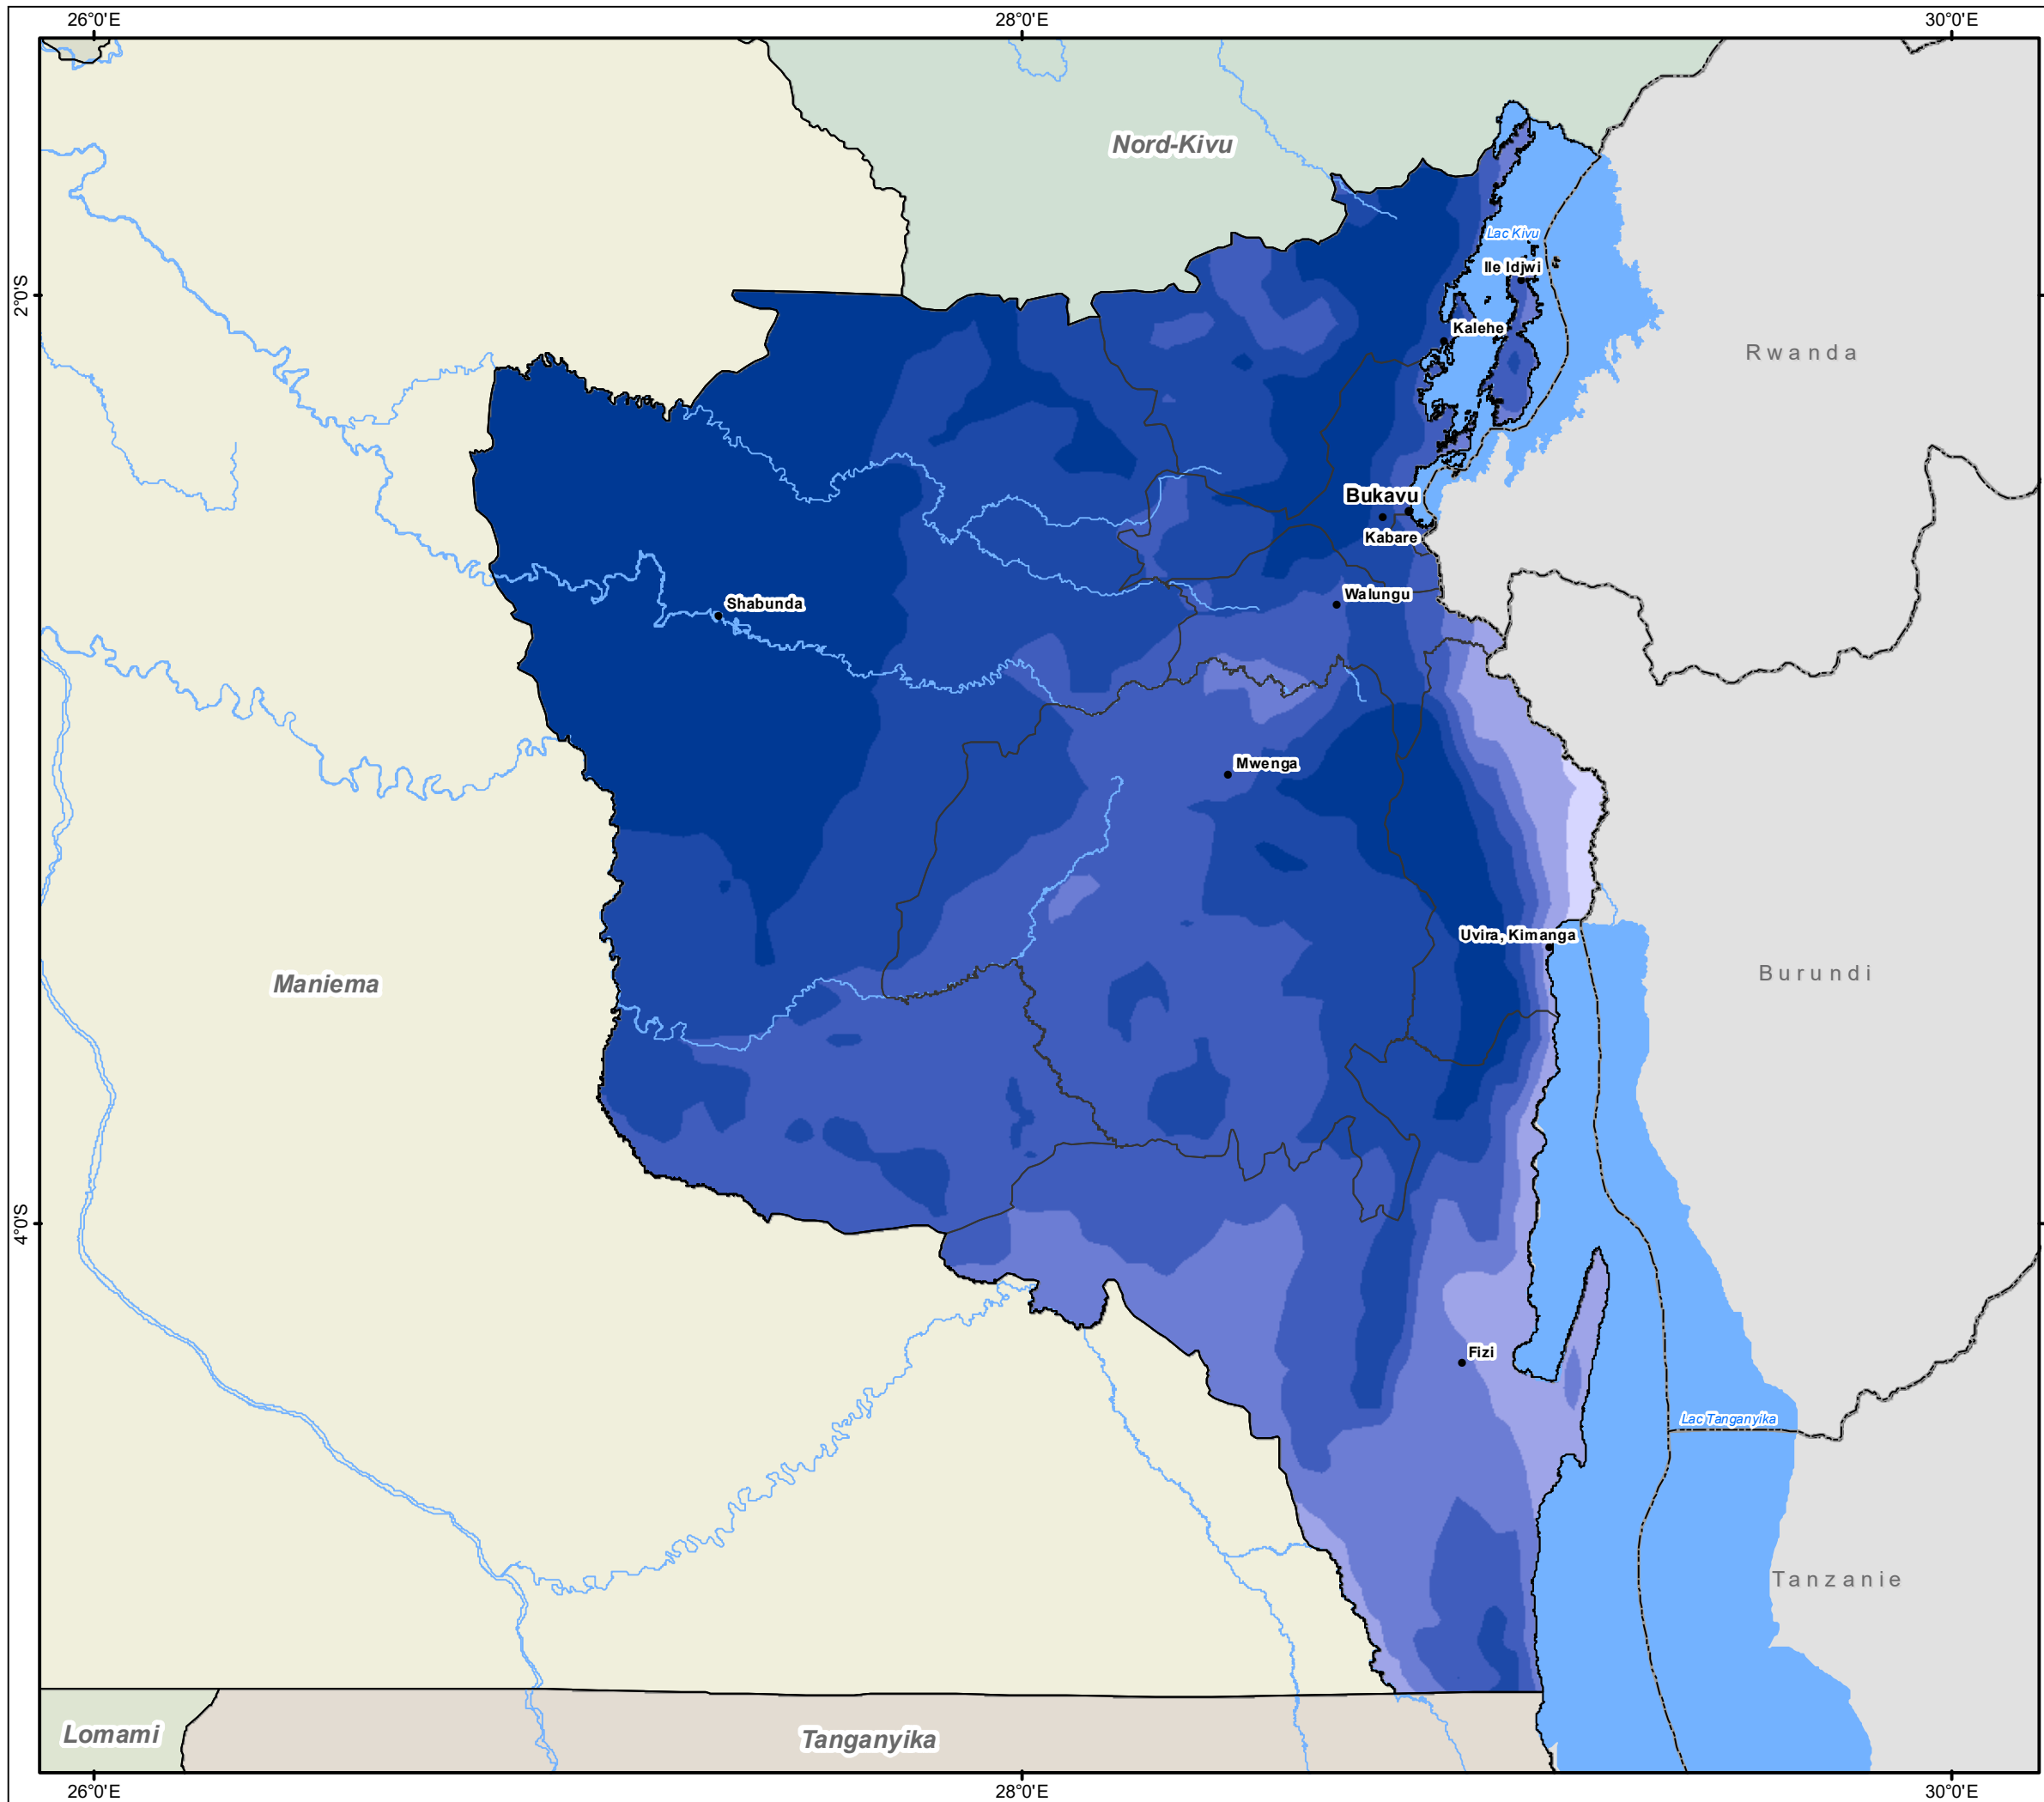 26°0'E 28°0'E 30°0'E
Nord-Kivu
Lac Kivu
Ile Idjwi
2°0'S
Kalehe
Rwanda
Bukavu
Kabare
Walungu
Shabunda
Mwenga
Uvira, Kimanga
Maniema
Burundi
4°0'S
Fizi
Lac Tanganyika
Tanzanie
Lomami
Tanganyika
26°0'E 28°0'E 30°0'E